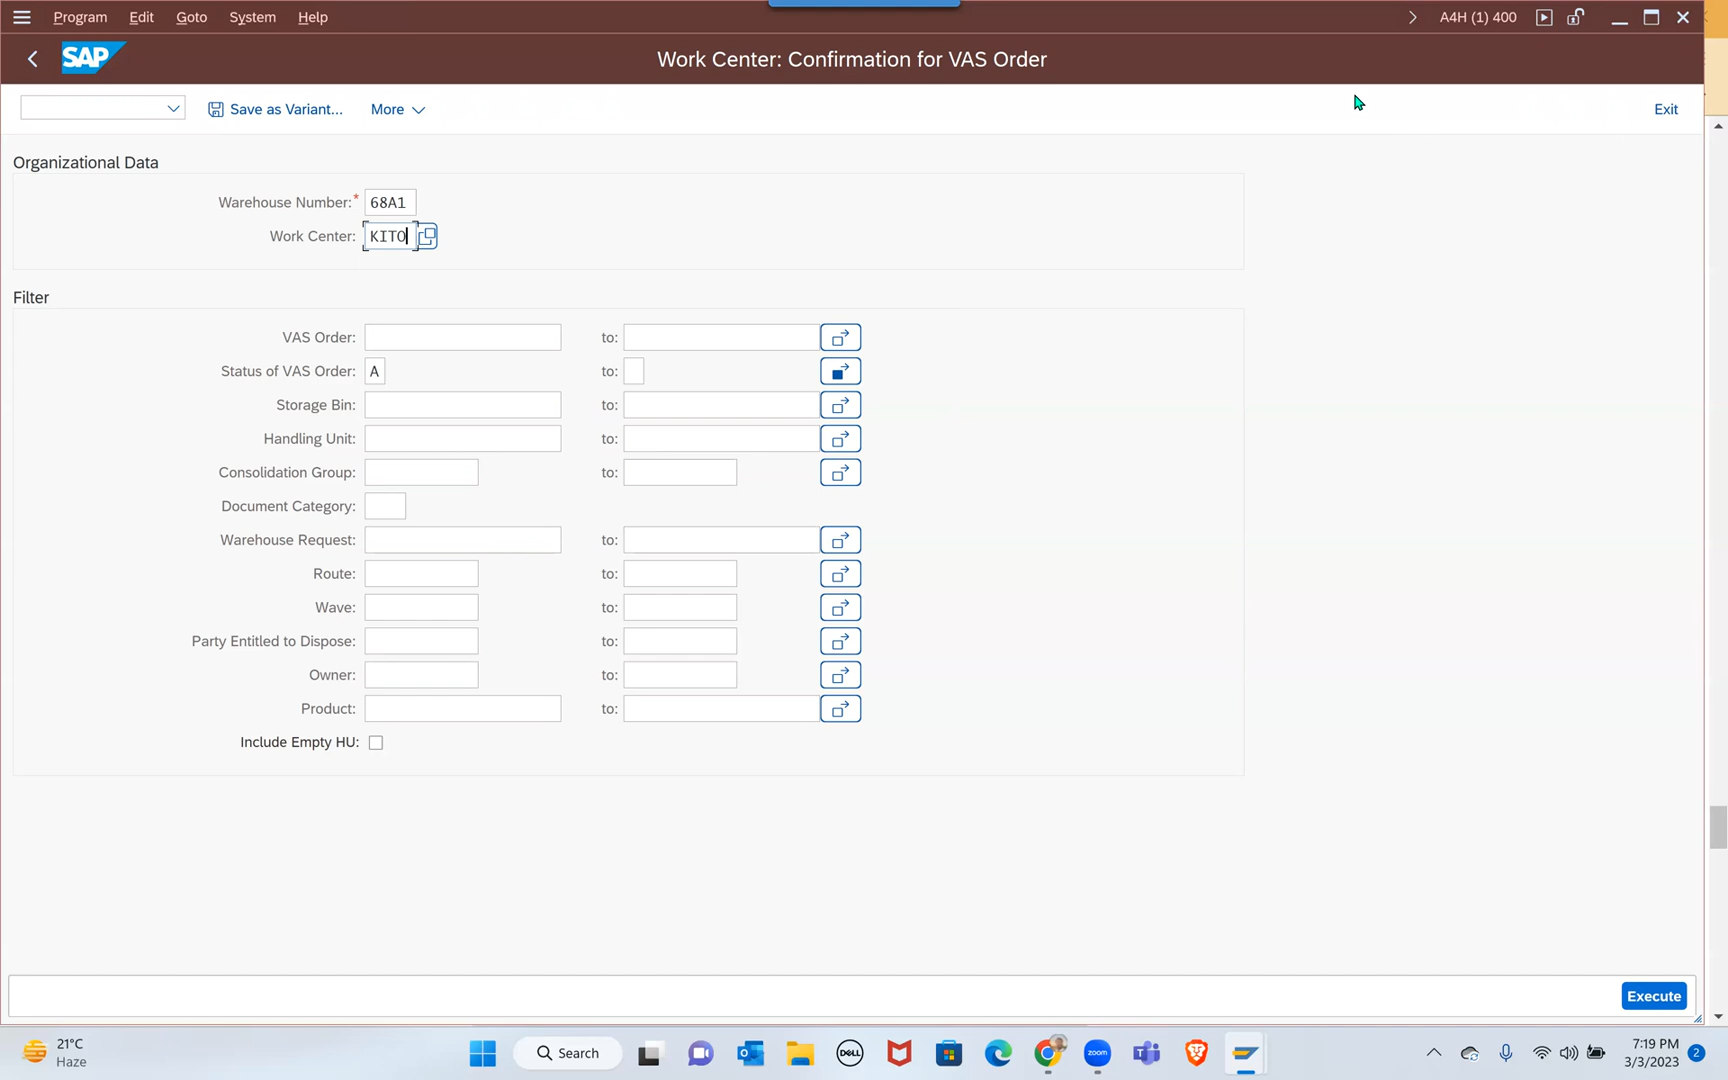 Program Edit Goto System Help A4H (1) 400
SAP Work Center: Confirmation for VAS Order
Save as Variant... More Exit
Organizational Data
Warehouse Number:* 68A1
Work Center: KITO
Filter
VAS Order: to:
Status of VAS Order: A to:
Storage Bin: to:
Handling Unit: to:
Consolidation Group: to:
Document Category:
Warehouse Request: to:
Route: to:
Wave: to:
Party Entitled to Dispose: to:
Owner: to:
Product: to:
Include Empty HU:
Execute
21°C
Haze
Search
DELL
zoom
7:19 PM
3/3/2023
2